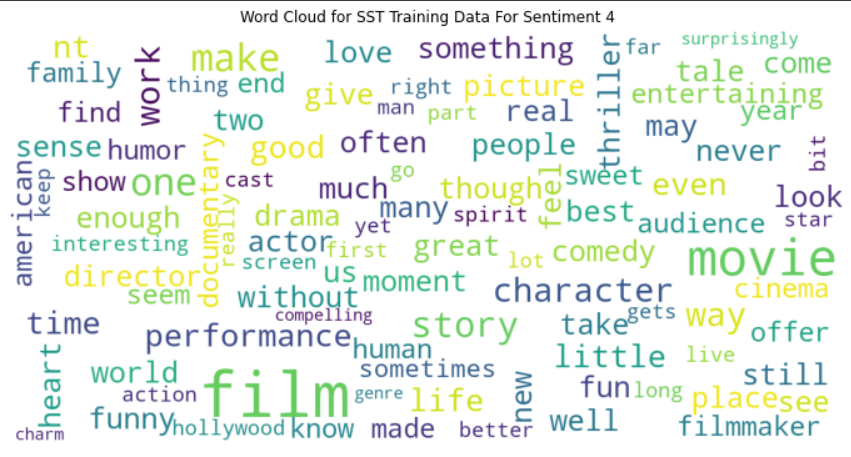 Word Cloud for SST Training Data For Sentiment 4
nt make love something thriller far surprisingly
family work thing end right picture tale come
find two give man part real entertaining year
sense humor good often people may never bit
american keep show one documentary cast much go though feel sweet even look
enough really drama yet many spirit best audience star
interesting actor first great lot comedy movie
director screen us moment character cinema
seem without
time performance compelling story take gets way offer
heart world human sometimes little live still
action film genre life new fun long place see
charm funny hollywood know made better well filmmaker